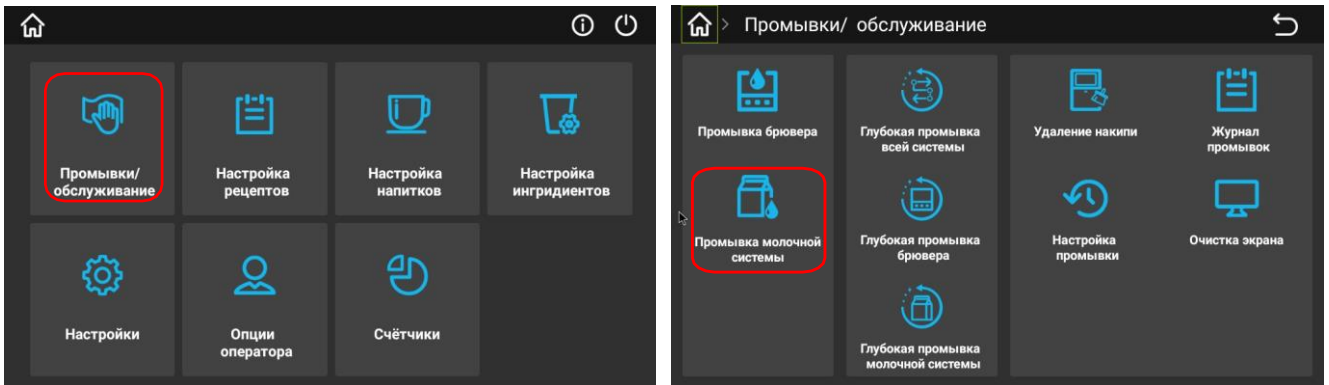 Промывки/
обслуживание
Настройка
рецептов
Настройка
напитков
Настройка
ингридиентов
Настройки
Опции
оператора
Счётчики
> Промывки/ обслуживание
Промывка брювера
Глубокая промывка
всей системы
Удаление накипи
Журнал
промывок
Промывка молочной
системы
Глубокая промывка
брювера
Настройка
промывки
Очистка экрана
Глубокая промывка
молочной системы